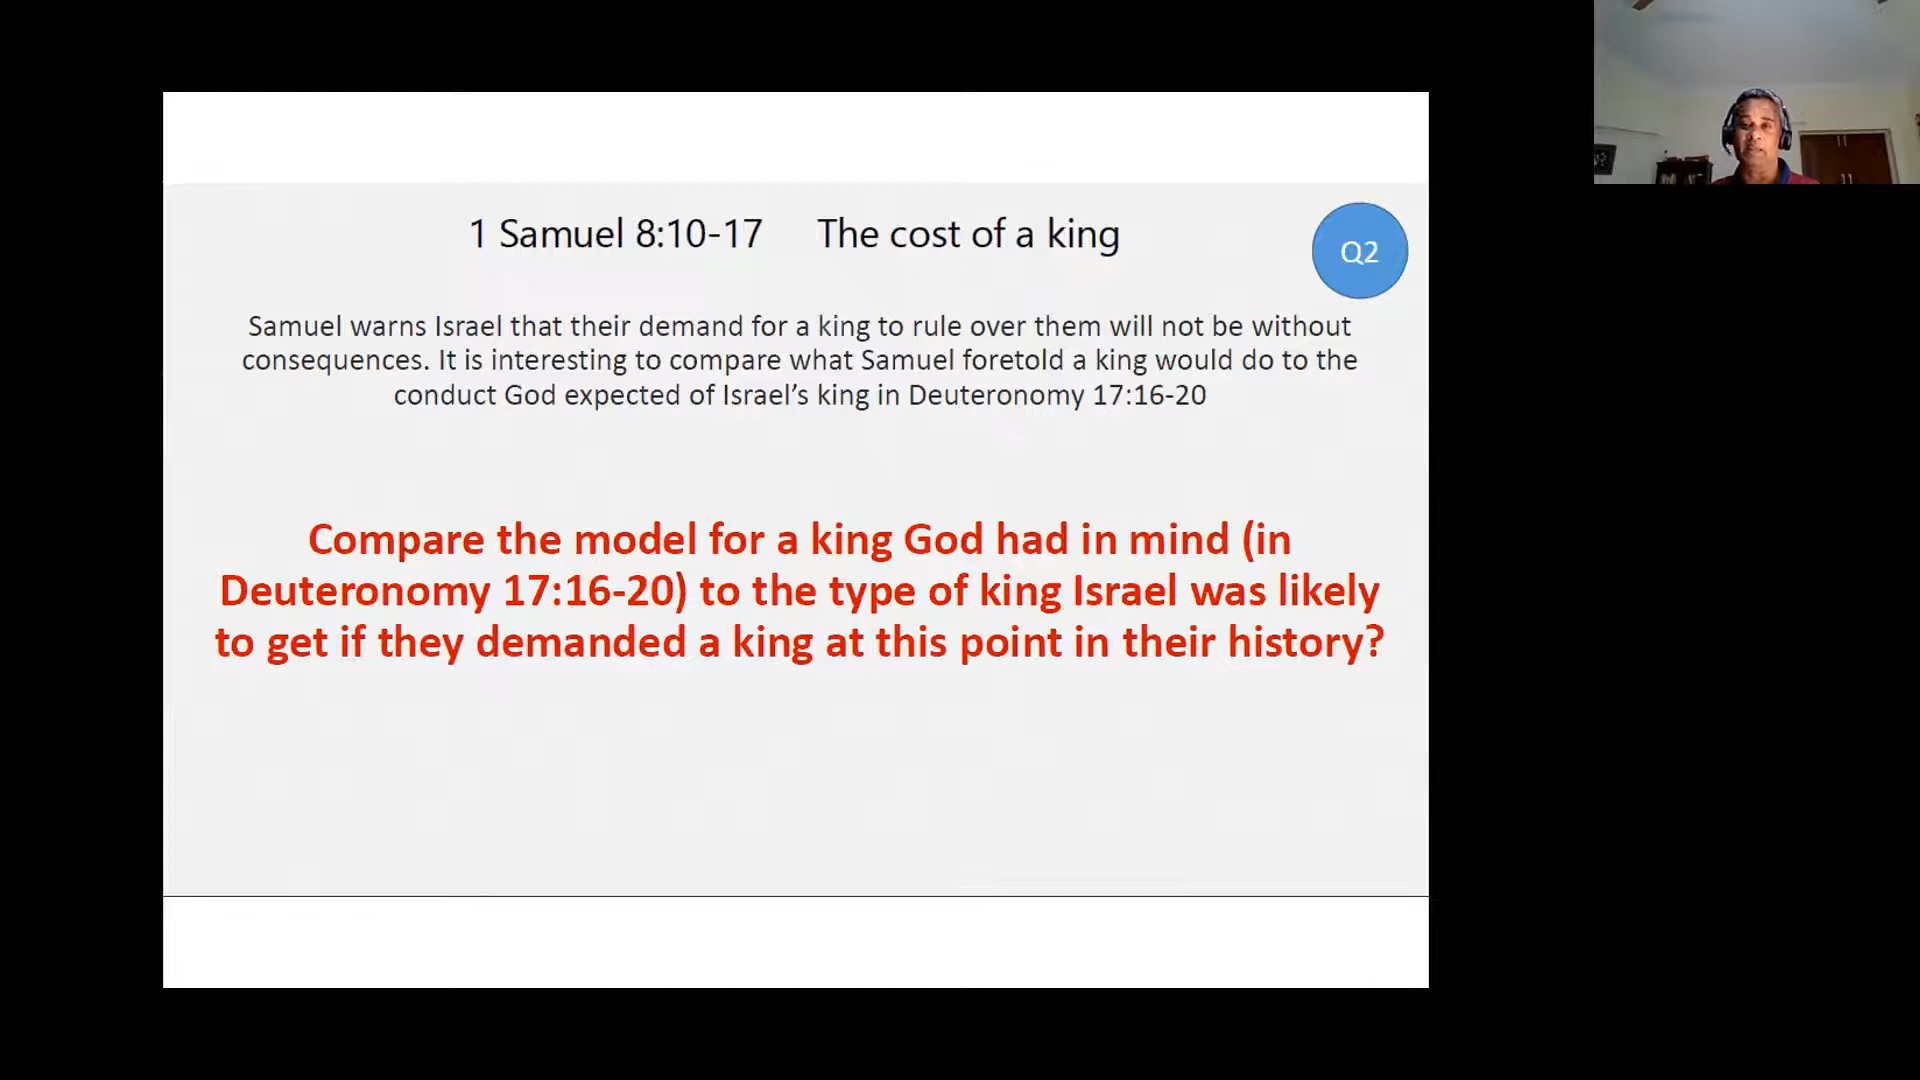 1 Samuel 8:10-17 The cost of a king
Q2
Samuel warns Israel that their demand for a king to rule over them will not be without
consequences. It is interesting to compare what Samuel foretold a king would do to the
conduct God expected of Israel’s king in Deuteronomy 17:16-20
Compare the model for a king God had in mind (in
Deuteronomy 17:16-20) to the type of king Israel was likely
to get if they demanded a king at this point in their history?